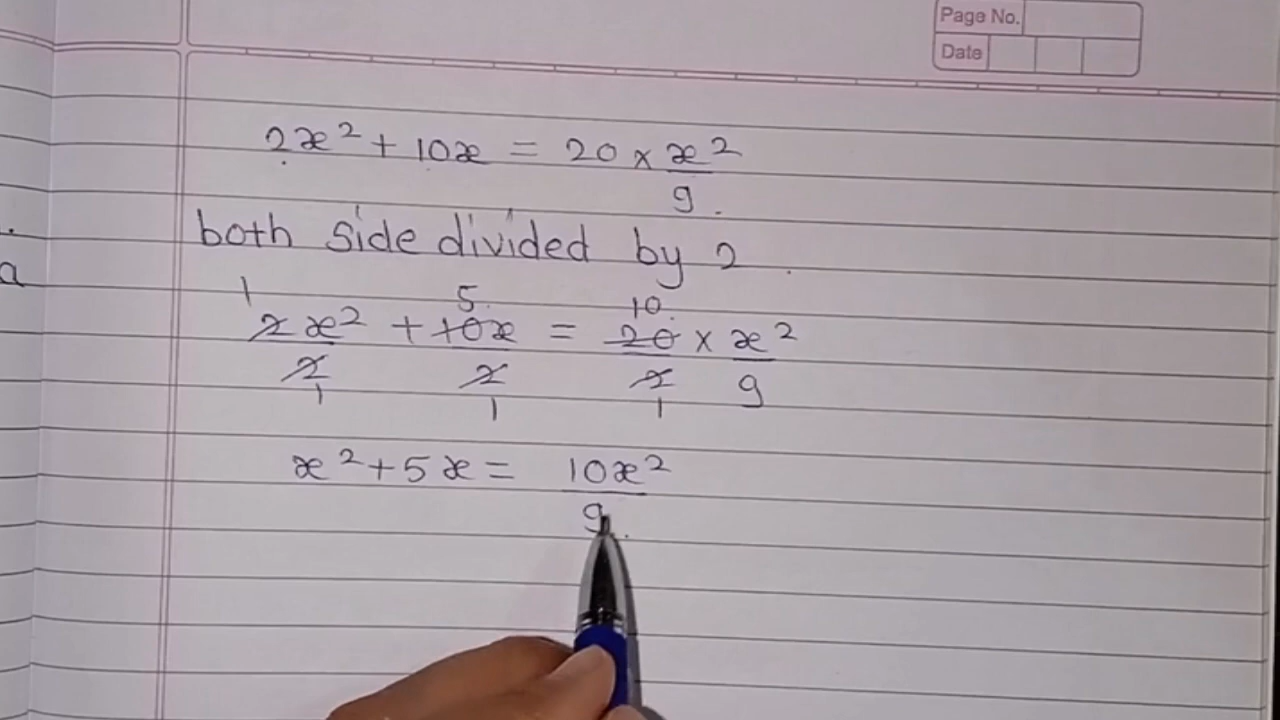 Page No.
Date
2x² + 10x = 20 × x²/9.
both side divided by 2.
1 5. 10.
2x²/2 + 10x/2 = 20/2 × x²/9
1 1 1
x² + 5x = 10x²/9.
a